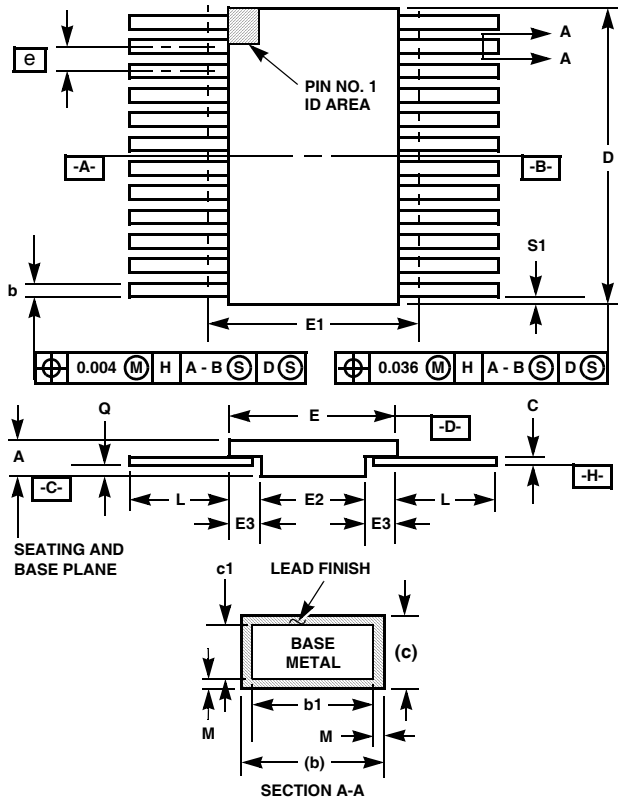 e
A
A
PIN NO. 1
ID AREA
-A-
-B-
D
S1
b
E1
0.004 M H A - B S D S
0.036 M H A - B S D S
Q
E
C
A
-D-
-C-
-H-
L
E2
L
E3
E3
SEATING AND
BASE PLANE
c1
LEAD FINISH
BASE
METAL
(c)
b1
M
M
(b)
SECTION A-A